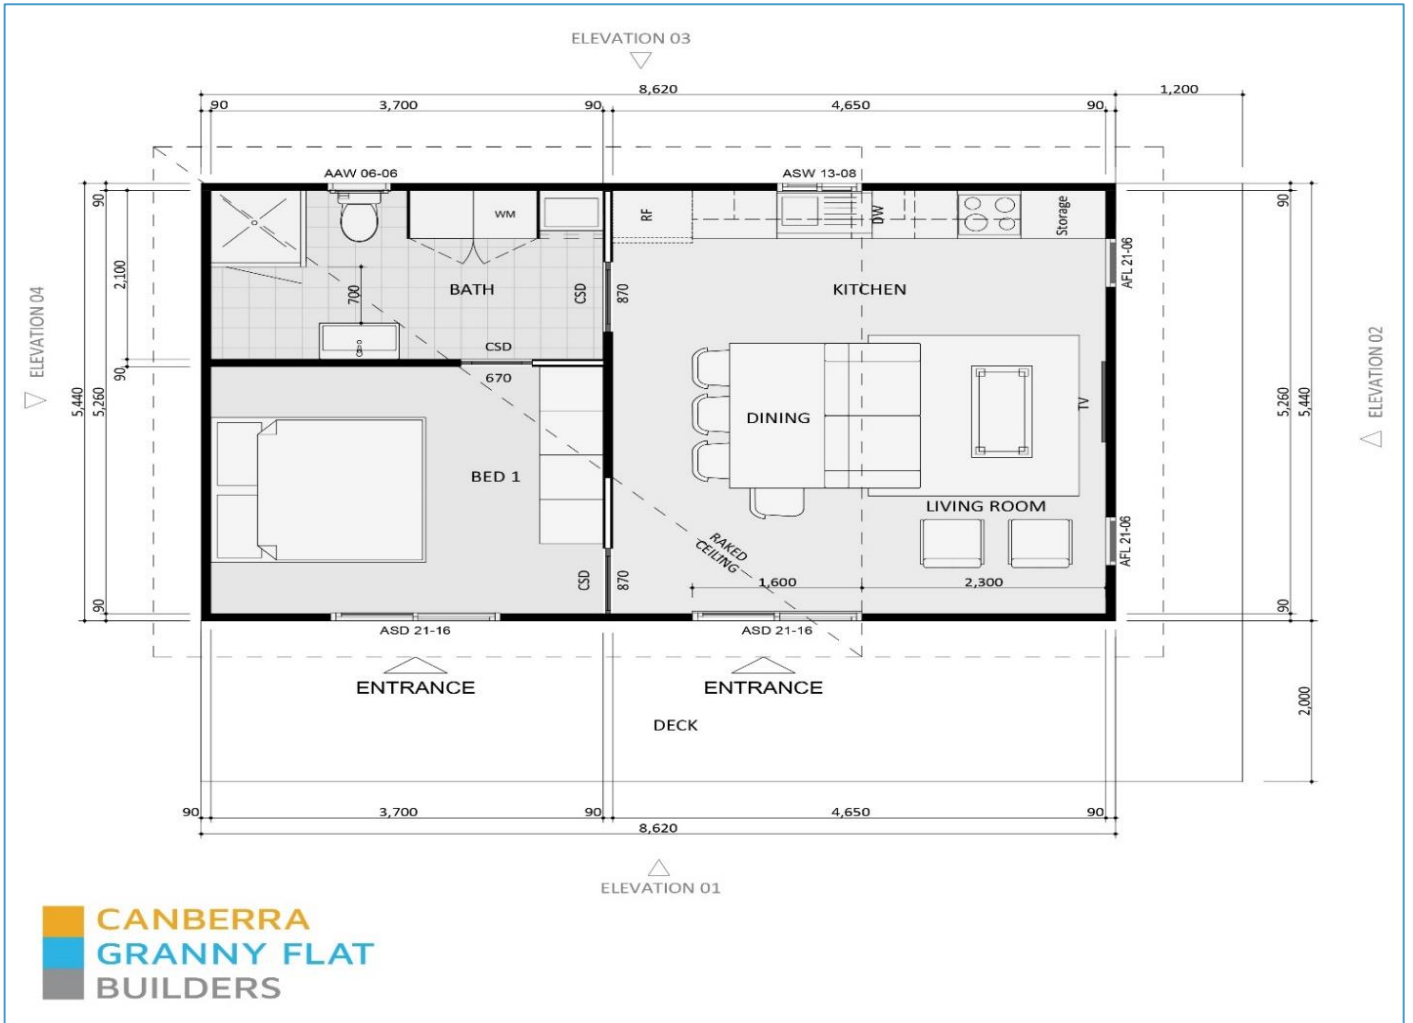 ELEVATION 03
8,620
1,200
90
3,700
90
4,650
90
AAW 06-06
ASW 13-08
90
90
90
WM
RF
DW
Storage
AFL 21-06
2,100
700
BATH
CSD
870
KITCHEN
ELEVATION 04
ELEVATION 02
CSD
90
670
5,440
5,260
5,260
5,440
TV
DINING
BED 1
LIVING ROOM
AFL 21-06
RAKED
CEILING
CSD
870
1,600
2,300
90
90
ASD 21-16
ASD 21-16
ENTRANCE
ENTRANCE
2,000
DECK
90
3,700
90
4,650
90
8,620
ELEVATION 01
CANBERRA
GRANNY FLAT
BUILDERS